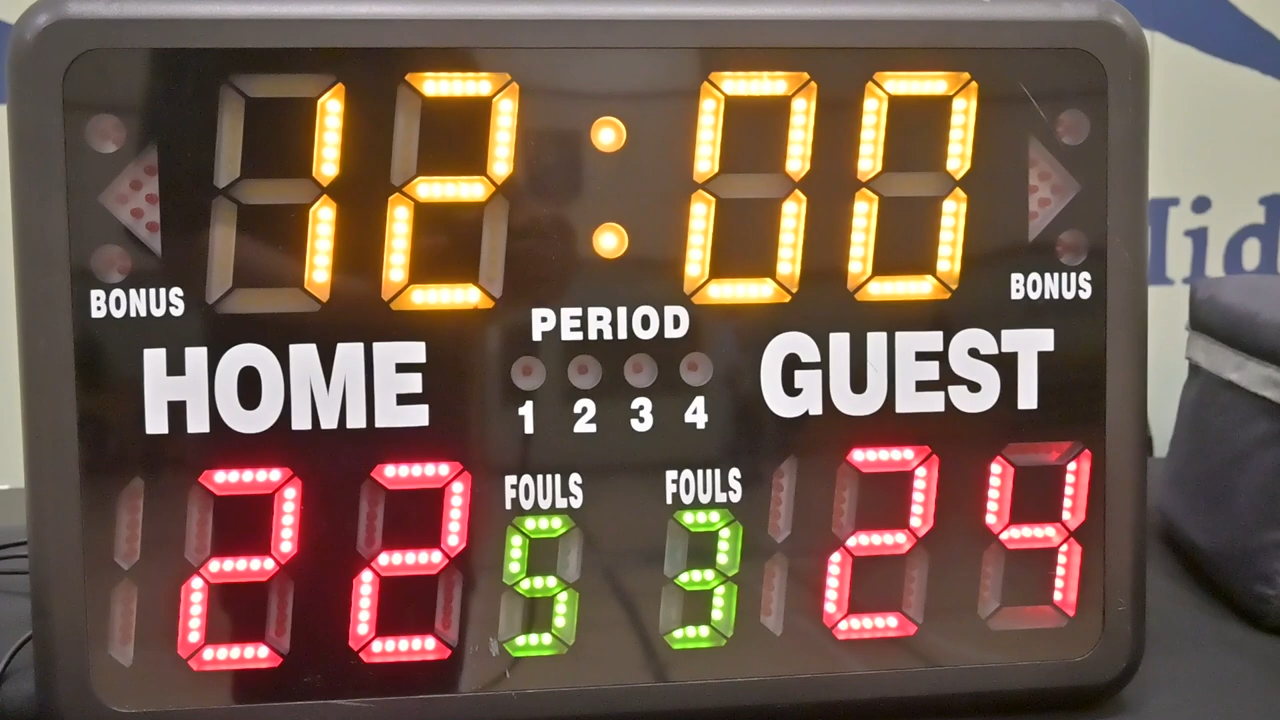 12:00
BONUS
BONUS
PERIOD
HOME
GUEST
1 2 3 4
FOULS
FOULS
22
5
3
24